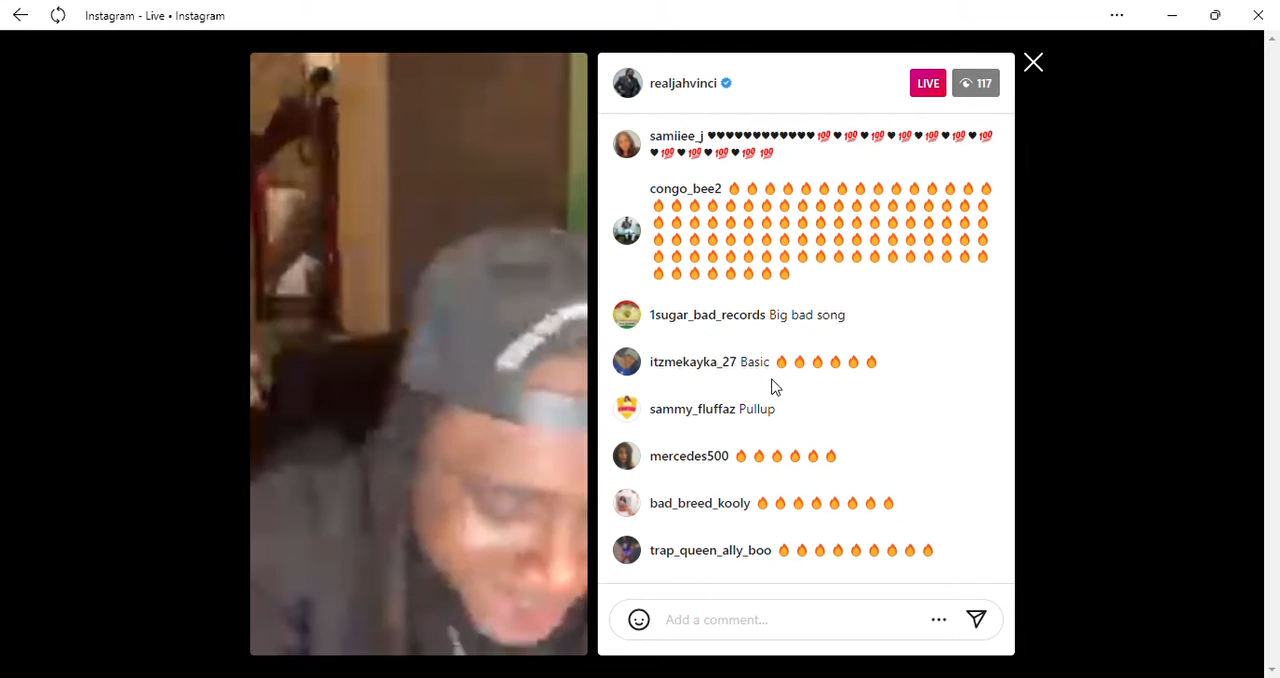 Instagram - Live • Instagram
realjahvinci
LIVE
117
samiiee_j 🖤🖤🖤🖤🖤🖤🖤🖤🖤🖤🖤🖤💯🖤💯🖤💯🖤💯🖤💯🖤💯🖤💯
🖤💯🖤💯🖤💯🖤💯💯
congo_bee2 🔥🔥🔥🔥🔥🔥🔥🔥🔥🔥🔥🔥🔥🔥🔥
🔥🔥🔥🔥🔥🔥🔥🔥🔥🔥🔥🔥🔥🔥🔥🔥🔥🔥🔥
🔥🔥🔥🔥🔥🔥🔥🔥🔥🔥🔥🔥🔥🔥🔥🔥🔥🔥🔥
🔥🔥🔥🔥🔥🔥🔥🔥🔥🔥🔥🔥🔥🔥🔥🔥🔥🔥🔥
🔥🔥🔥🔥🔥🔥🔥🔥🔥🔥🔥🔥🔥🔥🔥🔥🔥🔥🔥
🔥🔥🔥🔥🔥🔥🔥🔥
1sugar_bad_records Big bad song
itzmekayka_27 Basic 🔥🔥🔥🔥🔥🔥
sammy_fluffaz Pullup
mercedes500 🔥🔥🔥🔥🔥🔥
bad_breed_kooly 🔥🔥🔥🔥🔥🔥🔥🔥
trap_queen_ally_boo 🔥🔥🔥🔥🔥🔥🔥🔥🔥
Add a comment...